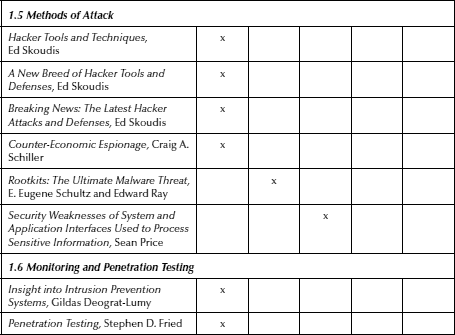 1.5 Methods of Attack
Hacker Tools and Techniques, x
Ed Skoudis
A New Breed of Hacker Tools and x
Defenses, Ed Skoudis
Breaking News: The Latest Hacker x
Attacks and Defenses, Ed Skoudis
Counter-Economic Espionage, Craig A. x
Schiller
Rootkits: The Ultimate Malware Threat, x
E. Eugene Schultz and Edward Ray
Security Weaknesses of System and x
Application Interfaces Used to Process
Sensitive Information, Sean Price
1.6 Monitoring and Penetration Testing
Insight into Intrusion Prevention x
Systems, Gildas Deograt-Lumy
Penetration Testing, Stephen D. Fried x